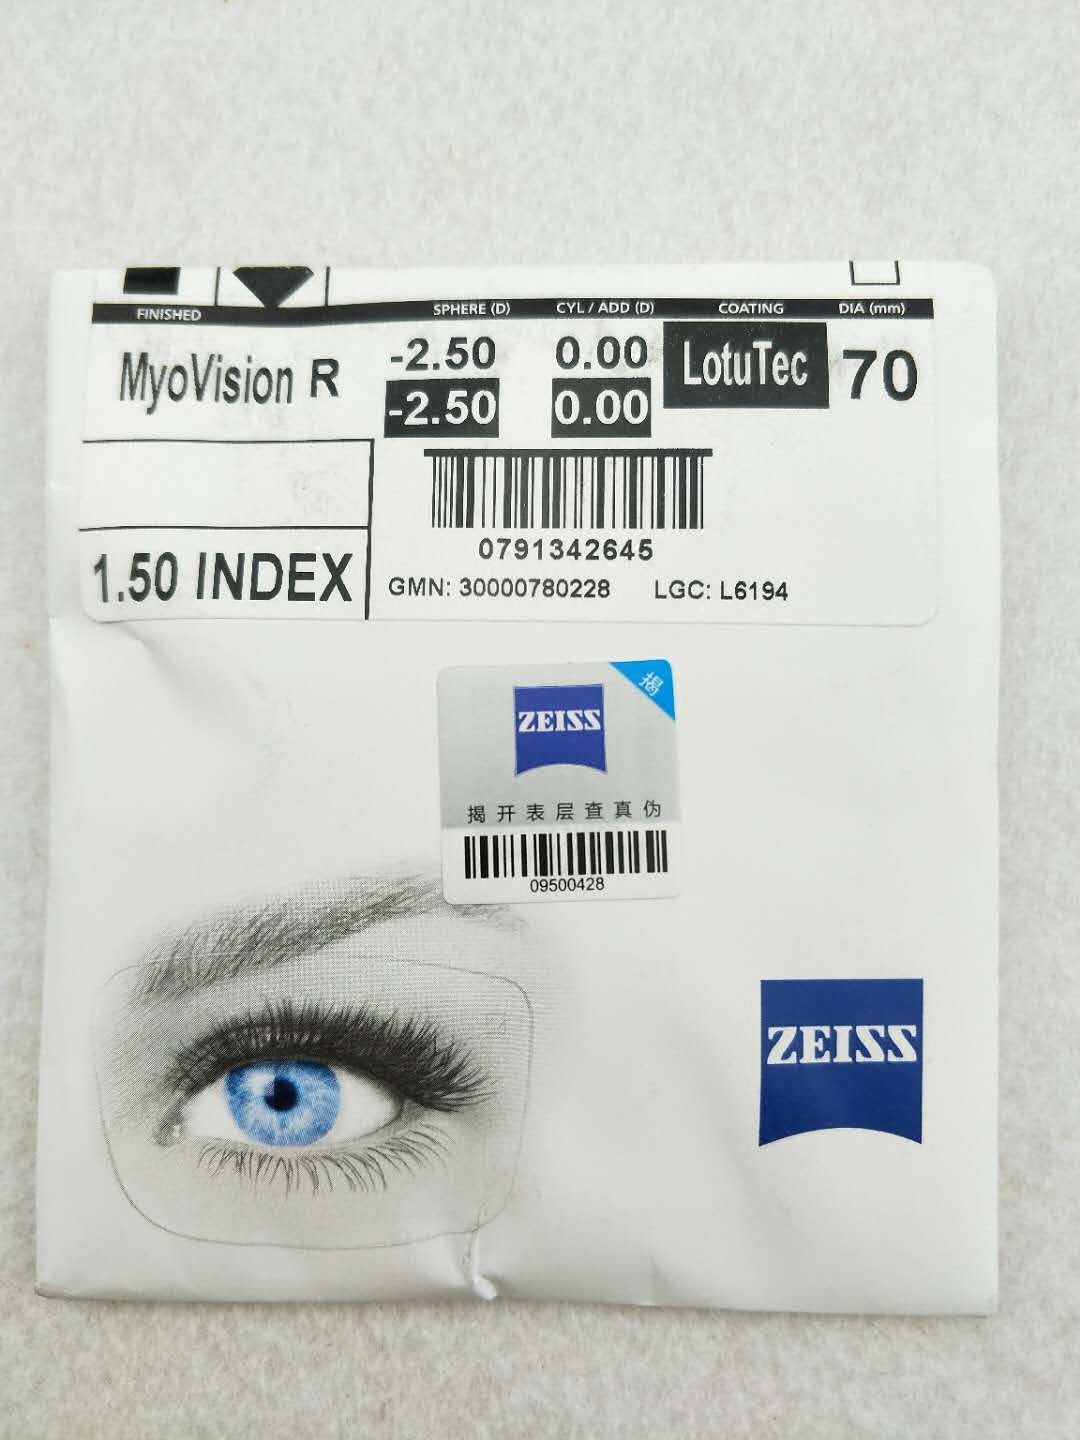 FINISHED SPHERE (D) CYL / ADD (D) COATING DIA (mm)
MyoVision R -2.50 0.00 LotuTec 70
-2.50 0.00
0791342645
1.50 INDEX GMN: 30000780228 LGC: L6194
揭
ZEISS
揭开表层查真伪
09500428
ZEISS